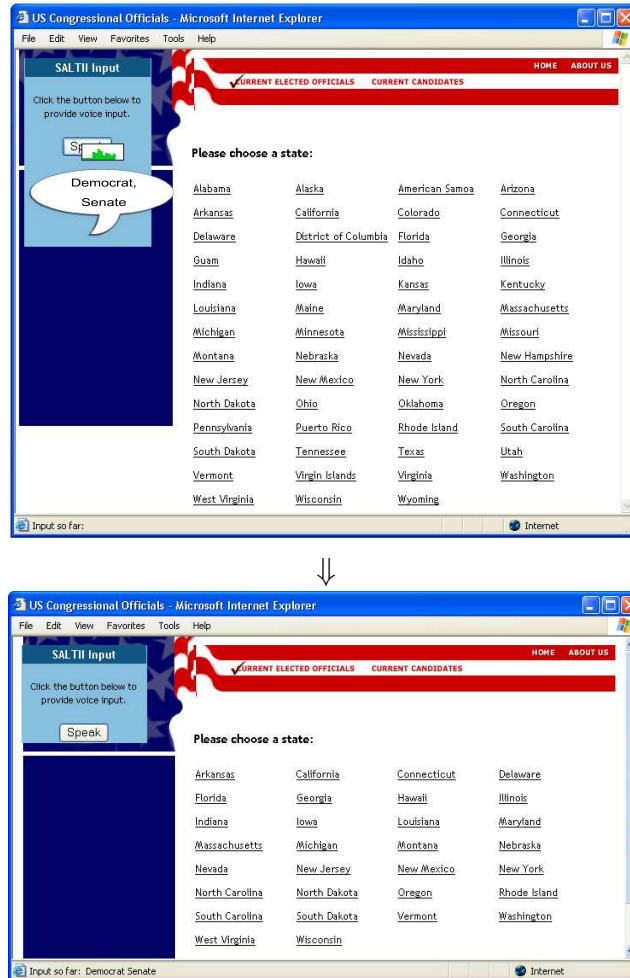 US Congressional Officials - Microsoft Internet Explorer
File Edit View Favorites Tools Help
SALTII Input
HOME ABOUT US
CURRENT ELECTED OFFICIALS CURRENT CANDIDATES
Click the button below to
provide voice input.
Democrat,
Senate
Please choose a state:
Alabama Alaska American Samoa Arizona
Arkansas California Colorado Connecticut
Delaware District of Columbia Florida Georgia
Guam Hawaii Idaho Illinois
Indiana Iowa Kansas Kentucky
Louisiana Maine Maryland Massachusetts
Michigan Minnesota Mississippi Missouri
Montana Nebraska Nevada New Hampshire
New Jersey New Mexico New York North Carolina
North Dakota Ohio Oklahoma Oregon
Pennsylvania Puerto Rico Rhode Island South Carolina
South Dakota Tennessee Texas Utah
Vermont Virgin Islands Virginia Washington
West Virginia Wisconsin Wyoming
Input so far: Internet
⇓
US Congressional Officials - Microsoft Internet Explorer
File Edit View Favorites Tools Help
SALTII Input
HOME ABOUT US
CURRENT ELECTED OFFICIALS CURRENT CANDIDATES
Click the button below to
provide voice input.
Speak
Please choose a state:
Arkansas California Connecticut Delaware
Florida Georgia Hawaii Illinois
Indiana Iowa Louisiana Maryland
Massachusetts Michigan Montana Nebraska
Nevada New Jersey New Mexico New York
North Carolina North Dakota Oregon Rhode Island
South Carolina South Dakota Vermont Washington
West Virginia Wisconsin
Input so far: Democrat Senate Internet